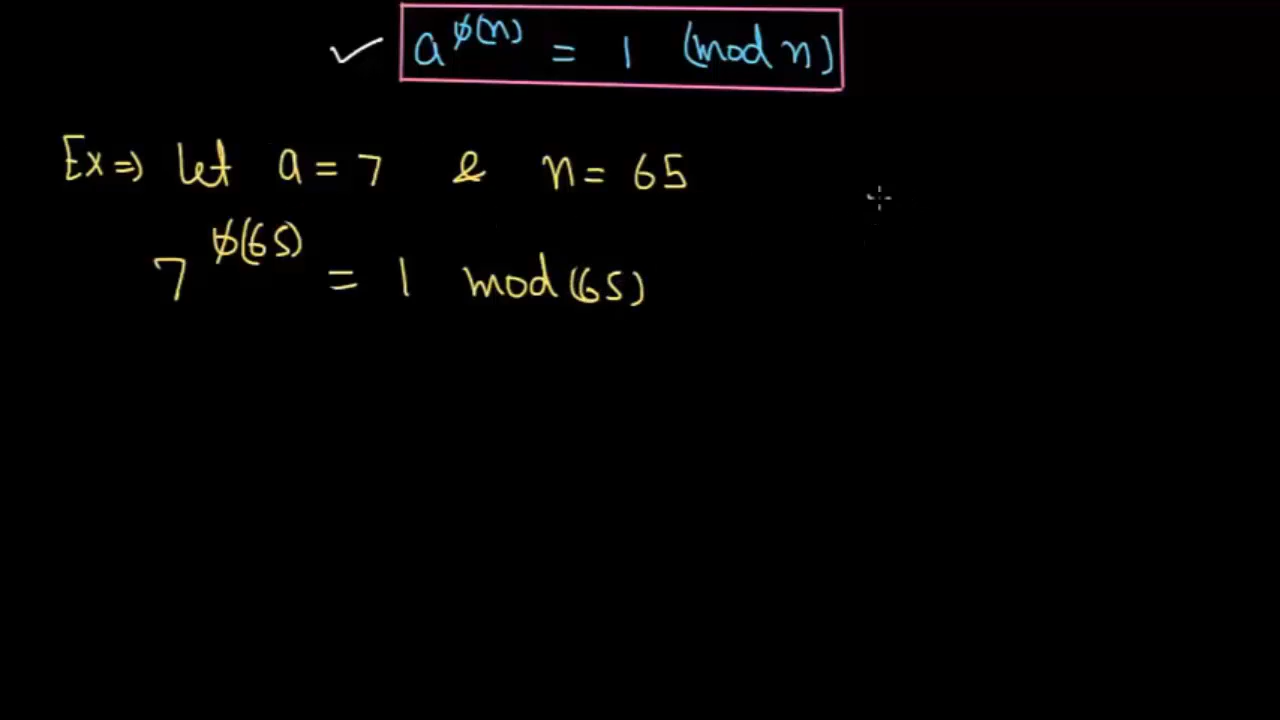 ✓ a^ϕ(n) = 1 (mod n)
Ex⇒ let a = 7 & n = 65
7^ϕ(65) = 1 mod (65)